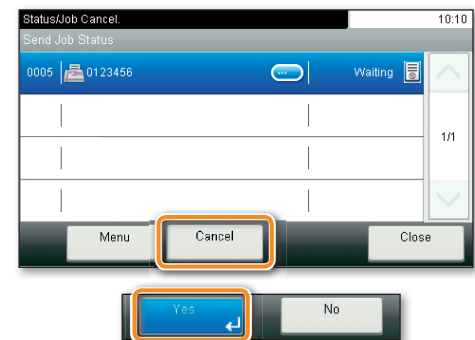 Status/Job Cancel. 10:10
Send Job Status
0005 0123456 ... Waiting
1/1
Menu Cancel Close
Yes No